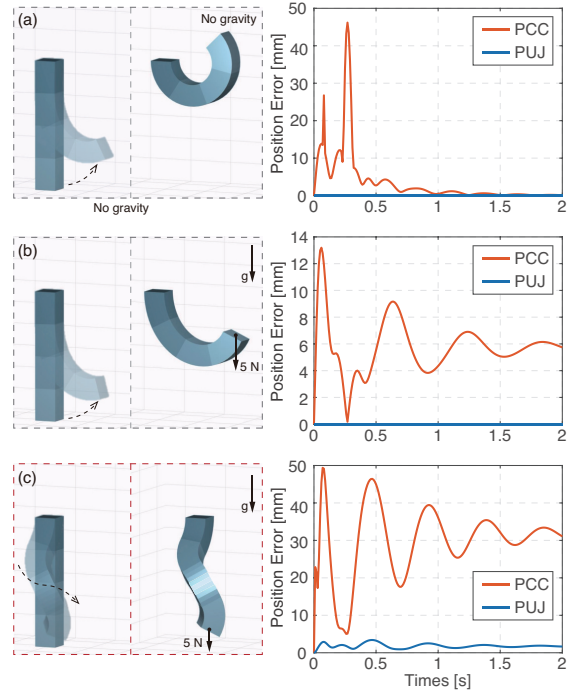 (a)
No gravity
No gravity
Position Error [mm]
50
40
30
20
10
0
PCC
PUJ
0
0.5
1
1.5
2
(b)
g
5 N
Position Error [mm]
14
12
10
8
6
4
2
0
PCC
PUJ
0
0.5
1
1.5
2
(c)
g
5 N
Position Error [mm]
50
40
30
20
10
0
PCC
PUJ
0
0.5
1
1.5
2
Times [s]